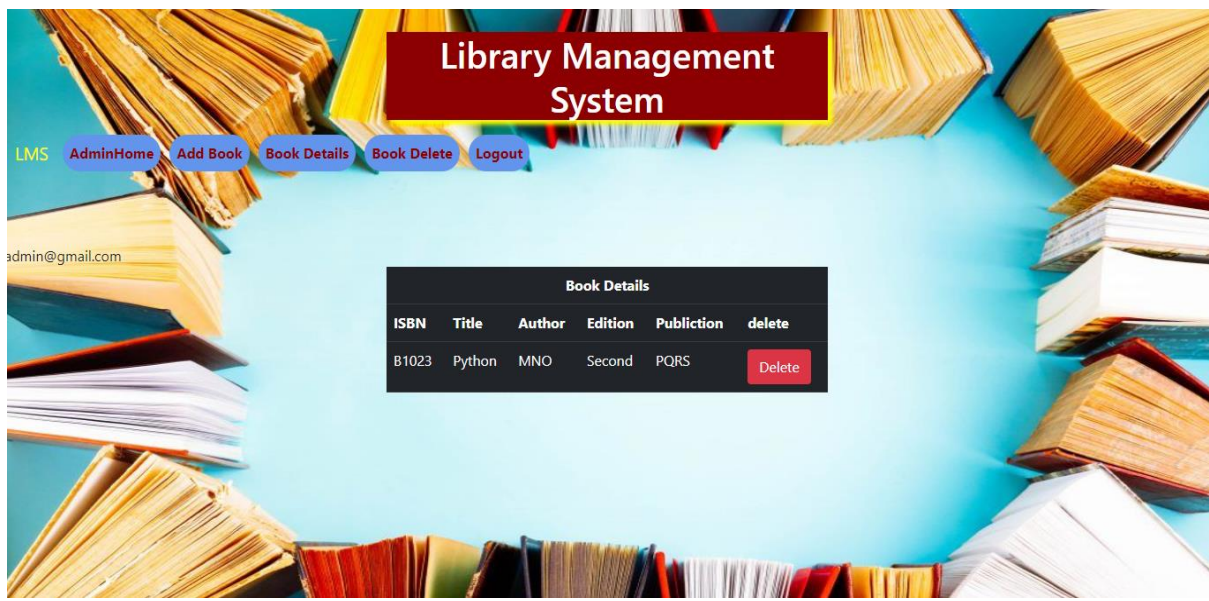 Library Management
System
LMS AdminHome Add Book Book Details Book Delete Logout
admin@gmail.com
Book Details
ISBN Title Author Edition Publiction delete
B1023 Python MNO Second PQRS Delete